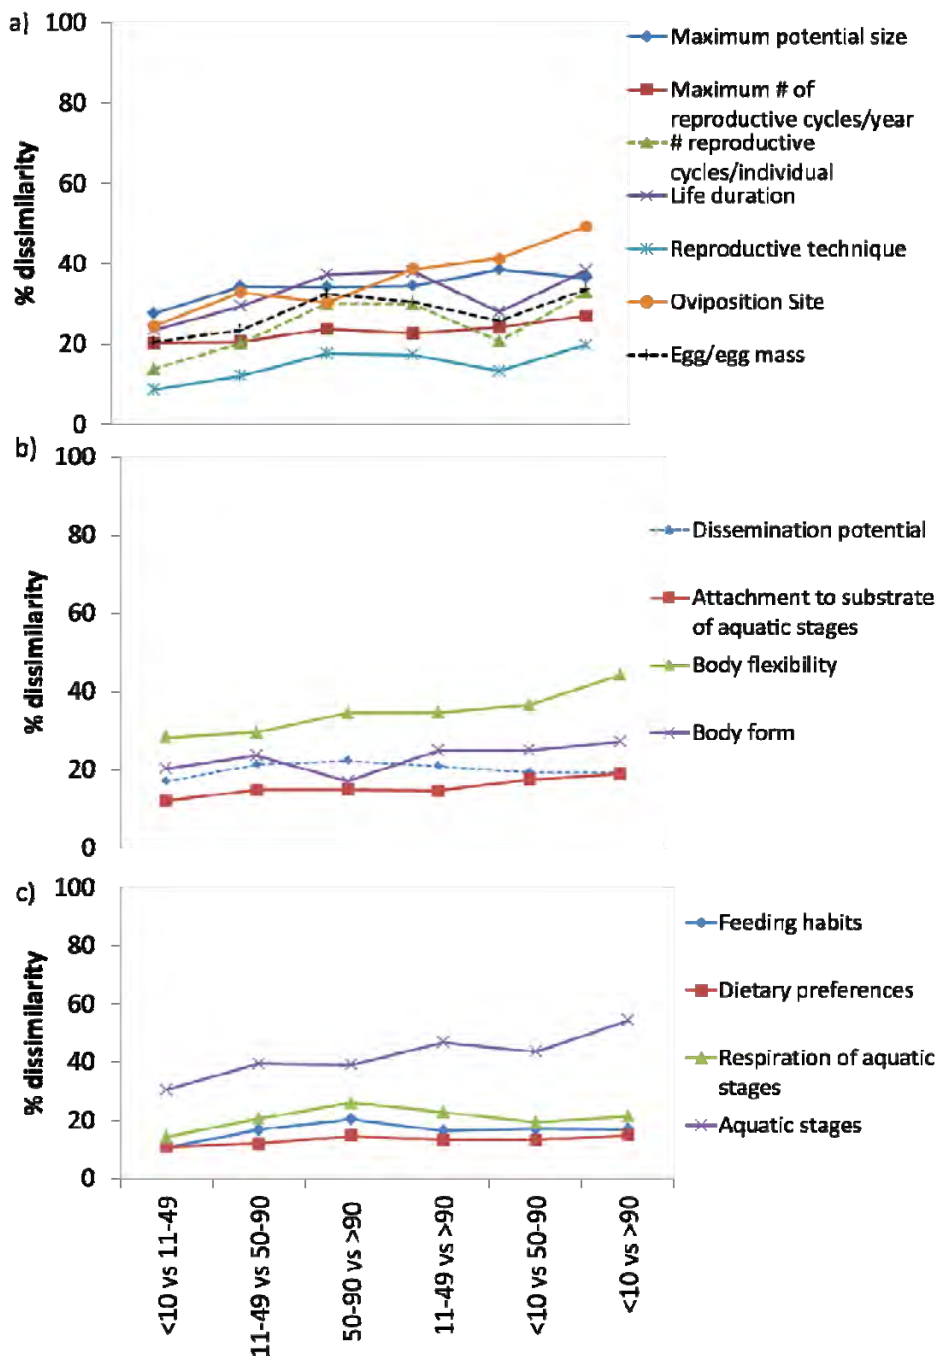 a)
100
80
60
40
20
0
% dissimilarity
Maximum potential size
Maximum # of
reproductive cycles/year
# reproductive
cycles/individual
Life duration
Reproductive technique
Oviposition Site
Egg/egg mass
b)
100
80
60
40
20
0
% dissimilarity
Dissemination potential
Attachment to substrate
of aquatic stages
Body flexibility
Body form
c)
100
80
60
40
20
0
% dissimilarity
Feeding habits
Dietary preferences
Respiration of aquatic
stages
Aquatic stages
<10 vs 11-49
11-49 vs 50-90
50-90 vs >90
11-49 vs >90
<10 vs 50-90
<10 vs >90